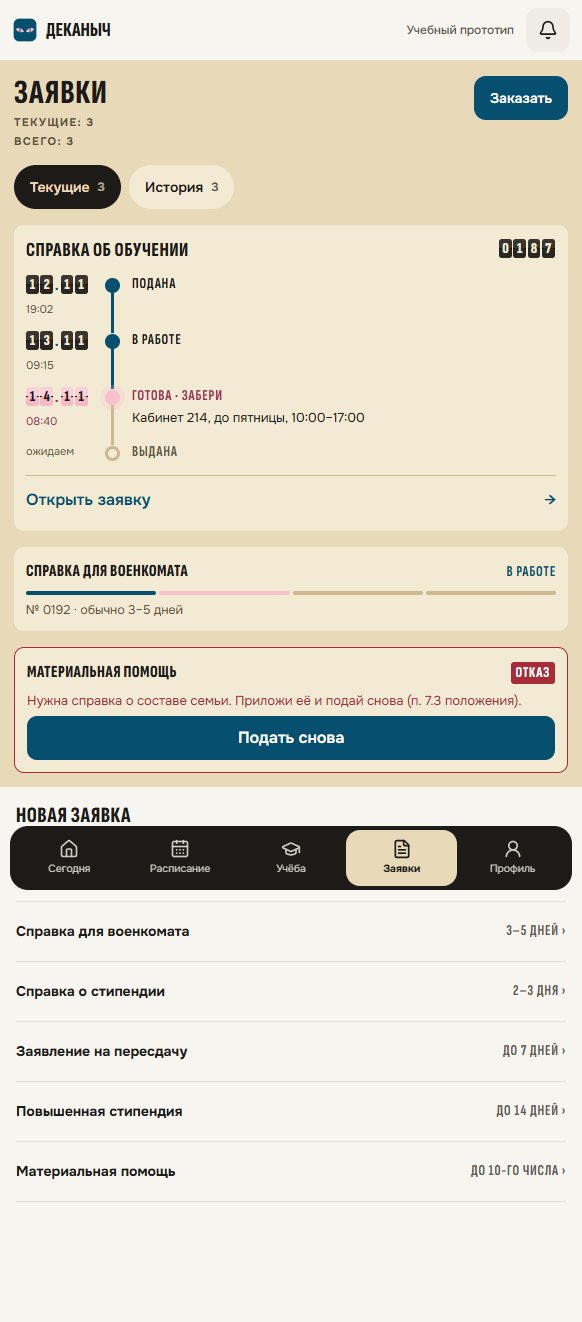 ДЕКАНЫЧ
Учебный прототип
ЗАЯВКИ
Заказать
ТЕКУЩИЕ: 3
ВСЕГО: 3
Текущие 3
История 3
СПРАВКА ОБ ОБУЧЕНИИ
0187
12.11
ПОДАНА
19:02
13.11
В РАБОТЕ
09:15
14.11
ГОТОВА · ЗАБЕРИ
08:40
Кабинет 214, до пятницы, 10:00–17:00
ожидаем
ВЫДАНА
Открыть заявку →
СПРАВКА ДЛЯ ВОЕНКОМАТА
В РАБОТЕ
№ 0192 · обычно 3–5 дней
МАТЕРИАЛЬНАЯ ПОМОЩЬ
ОТКАЗ
Нужна справка о составе семьи. Приложи её и подай снова (п. 7.3 положения).
Подать снова
НОВАЯ ЗАЯВКА
Сегодня
Расписание
Учёба
Заявки
Профиль
Справка для военкомата
3–5 ДНЕЙ ›
Справка о стипендии
2–3 ДНЯ ›
Заявление на пересдачу
ДО 7 ДНЕЙ ›
Повышенная стипендия
ДО 14 ДНЕЙ ›
Материальная помощь
ДО 10-ГО ЧИСЛА ›